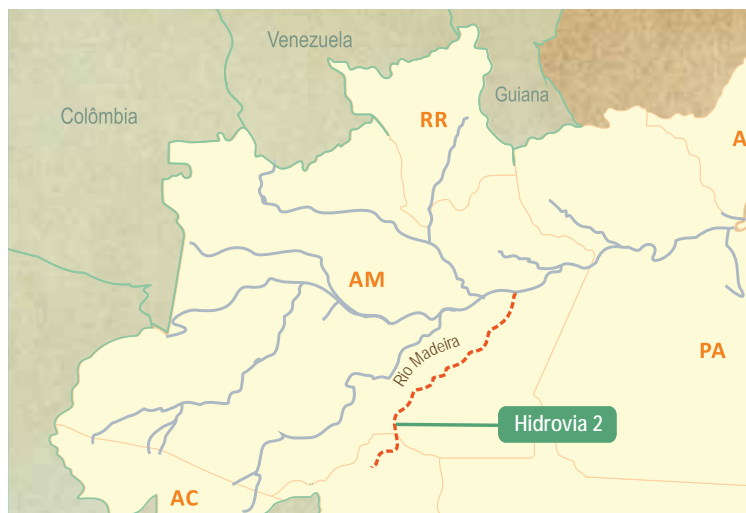 Venezuela
Colômbia
Guiana
RR
A
AM
Rio Madeira
PA
Hidrovia 2
AC